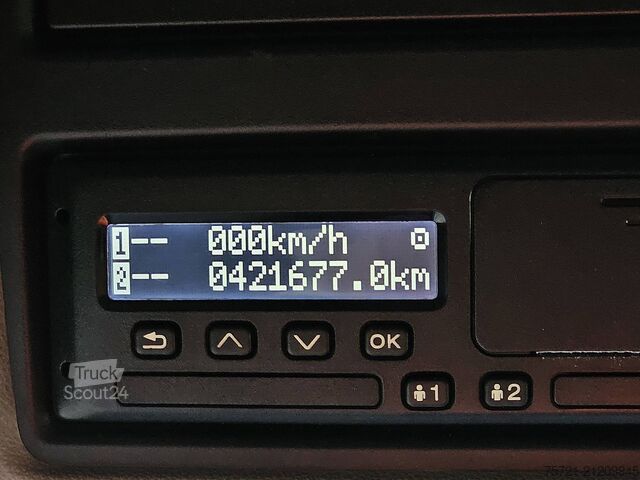 1-- 000km/h
2-- 0421677.0km
OK
Truck
Scout24
1 2